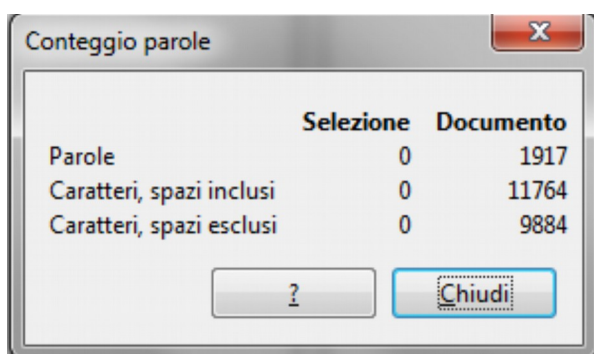 Conteggio parole
Selezione Documento
Parole 0 1917
Caratteri, spazi inclusi 0 11764
Caratteri, spazi esclusi 0 9884
? Chiudi